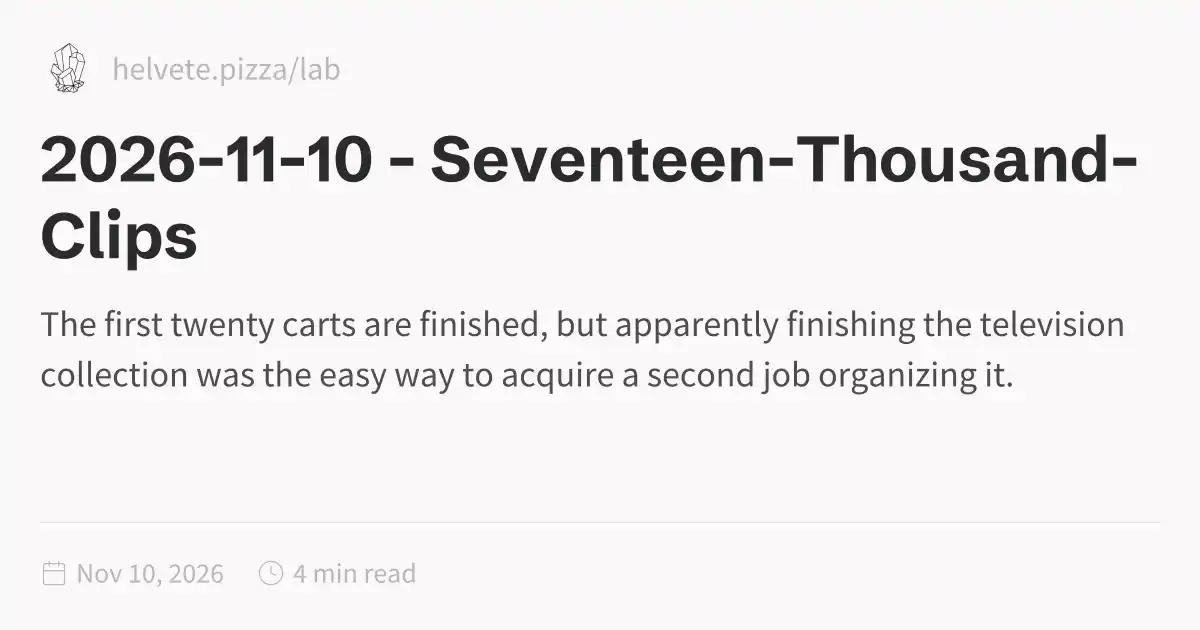 helvete.pizza/lab
2026-11-10 - Seventeen-Thousand-
Clips
The first twenty carts are finished, but apparently finishing the television
collection was the easy way to acquire a second job organizing it.
Nov 10, 2026
4 min read